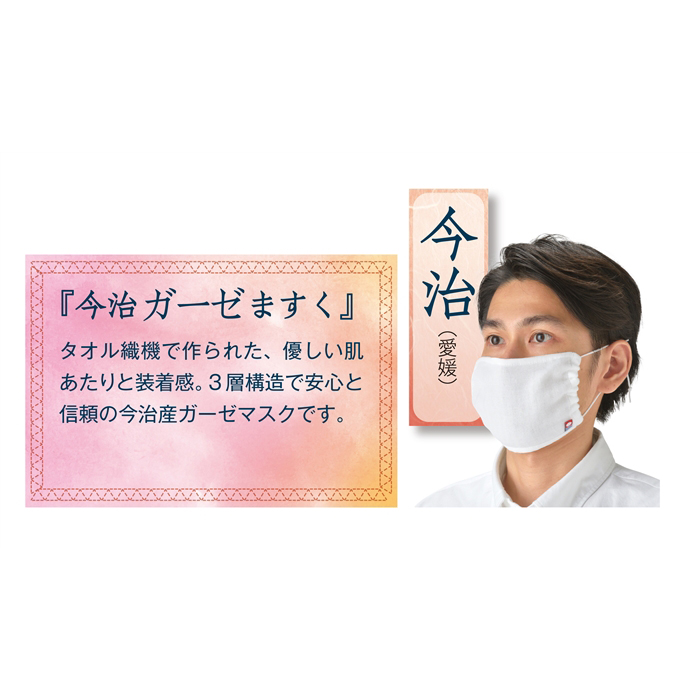 『今治ガーゼますく』
タオル織機で作られた、優しい肌
あたりと装着感。3層構造で安心と
信頼の今治産ガーゼマスクです。
今治
（愛媛）